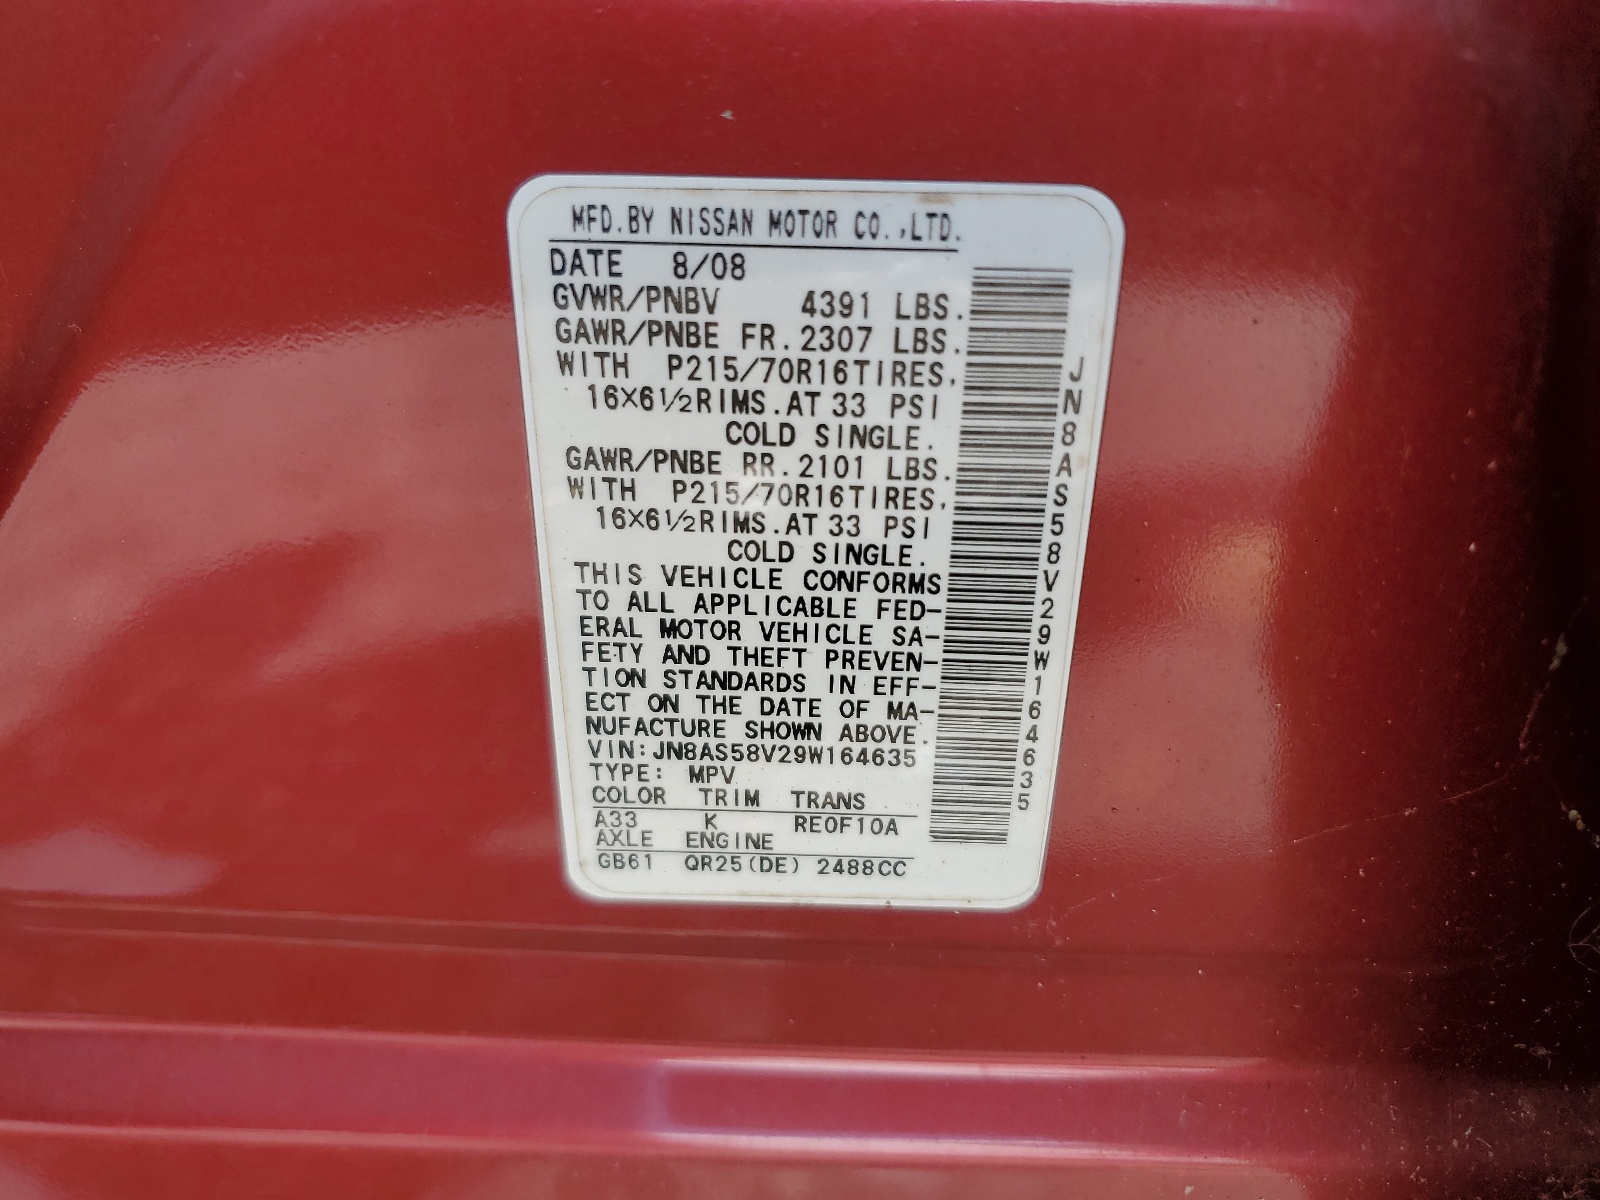 MFD.BY NISSAN MOTOR CO.,LTD.
DATE 8/08
GVWR/PNBV 4391 LBS.
GAWR/PNBE FR. 2307 LBS.
WITH P215/70R16TIRES,
16X6½RIMS.AT 33 PSI
COLD SINGLE.
GAWR/PNBE RR. 2101 LBS.
WITH P215/70R16TIRES,
16X6½RIMS.AT 33 PSI
COLD SINGLE.
THIS VEHICLE CONFORMS
TO ALL APPLICABLE FED-
ERAL MOTOR VEHICLE SA-
FETY AND THEFT PREVEN-
TION STANDARDS IN EFF-
ECT ON THE DATE OF MA-
NUFACTURE SHOWN ABOVE.
VIN:JN8AS58V29W164635
TYPE: MPV
COLOR TRIM TRANS
A33 K RE0F10A
AXLE ENGINE
GB61 QR25(DE) 2488CC
JN8AS58V29W164635